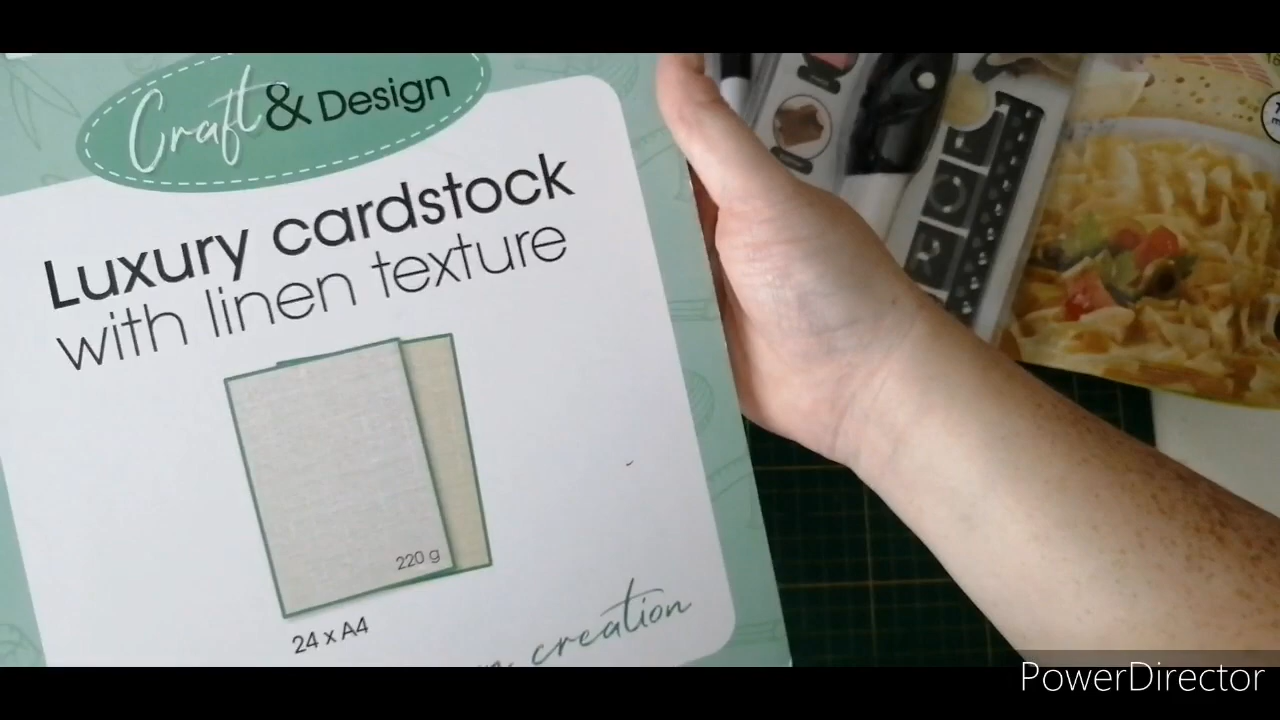 Craft & Design
Luxury cardstock
with linen texture
220 g
24 x A4
creation
PowerDirector